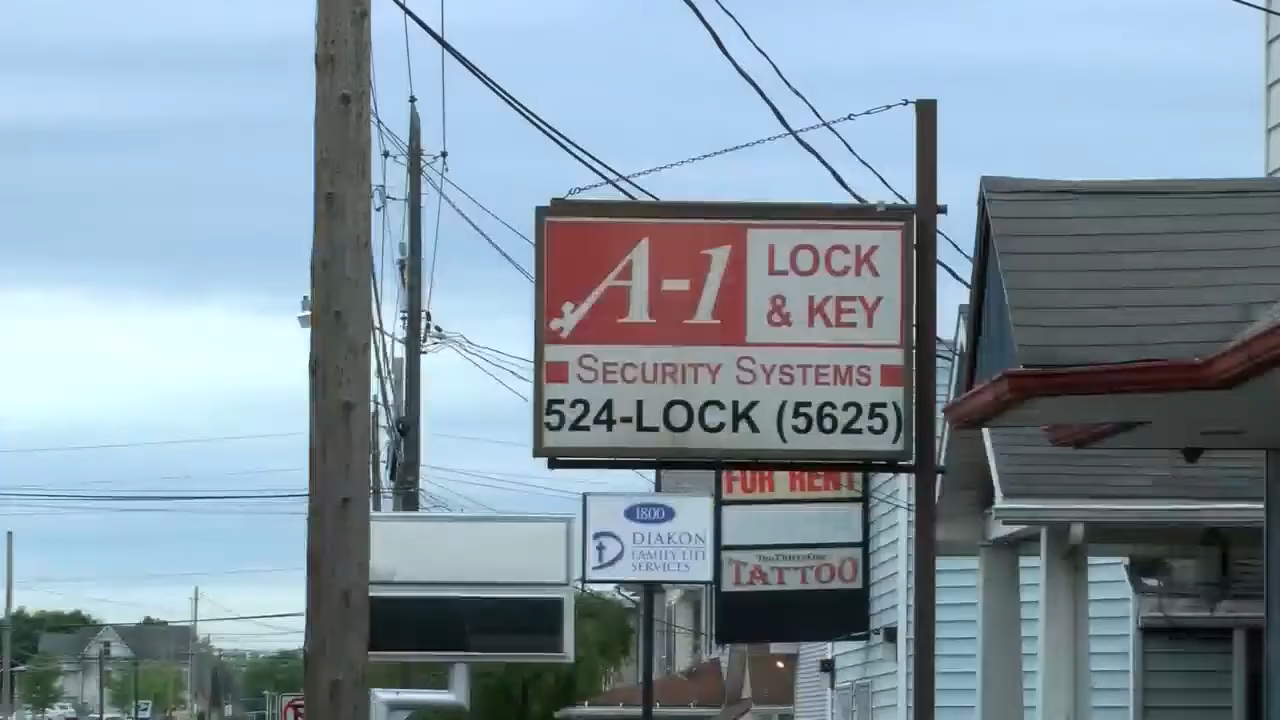 A-1
LOCK
& KEY
SECURITY SYSTEMS
524-LOCK (5625)
FOR RENT
1800
DIAKON
FAMILY LIFE
SERVICES
TATTOO